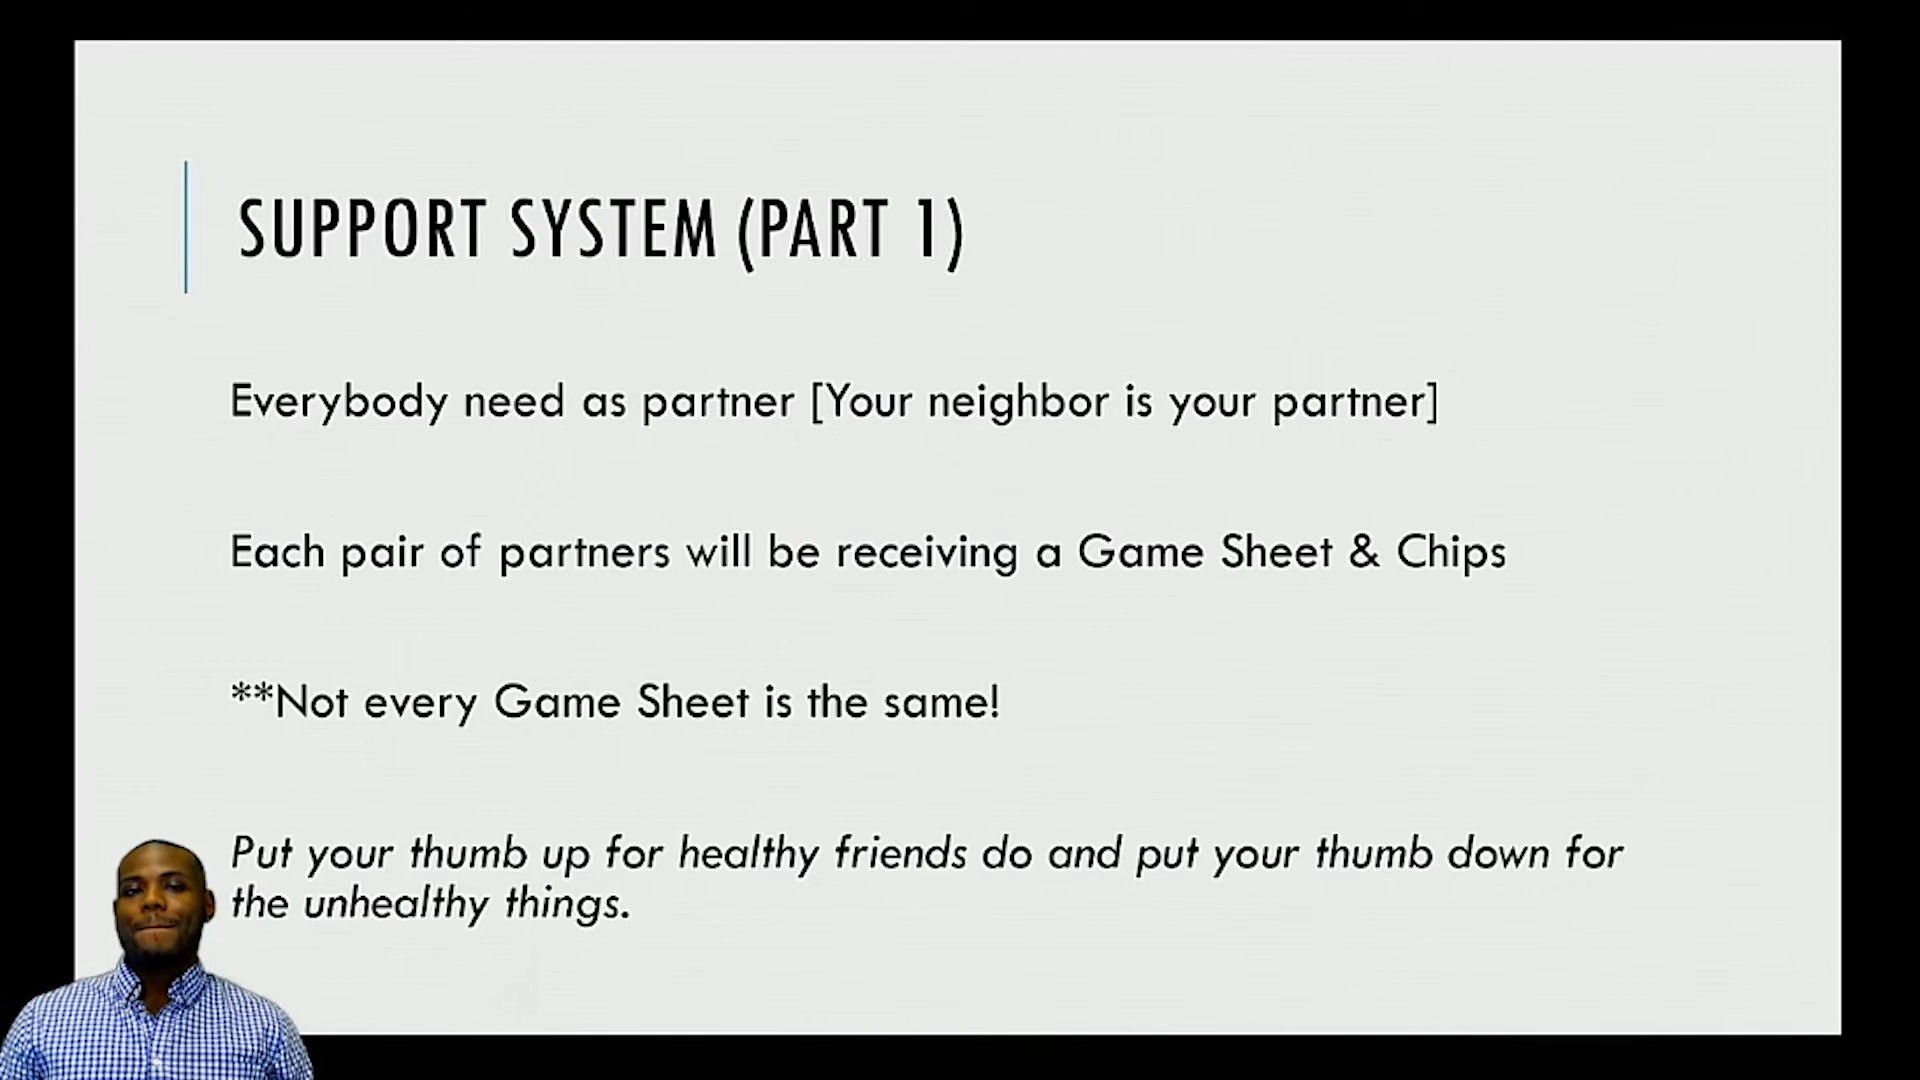 SUPPORT SYSTEM (PART 1)
Everybody need as partner [Your neighbor is your partner]
Each pair of partners will be receiving a Game Sheet & Chips
**Not every Game Sheet is the same!
Put your thumb up for healthy friends do and put your thumb down for
the unhealthy things.